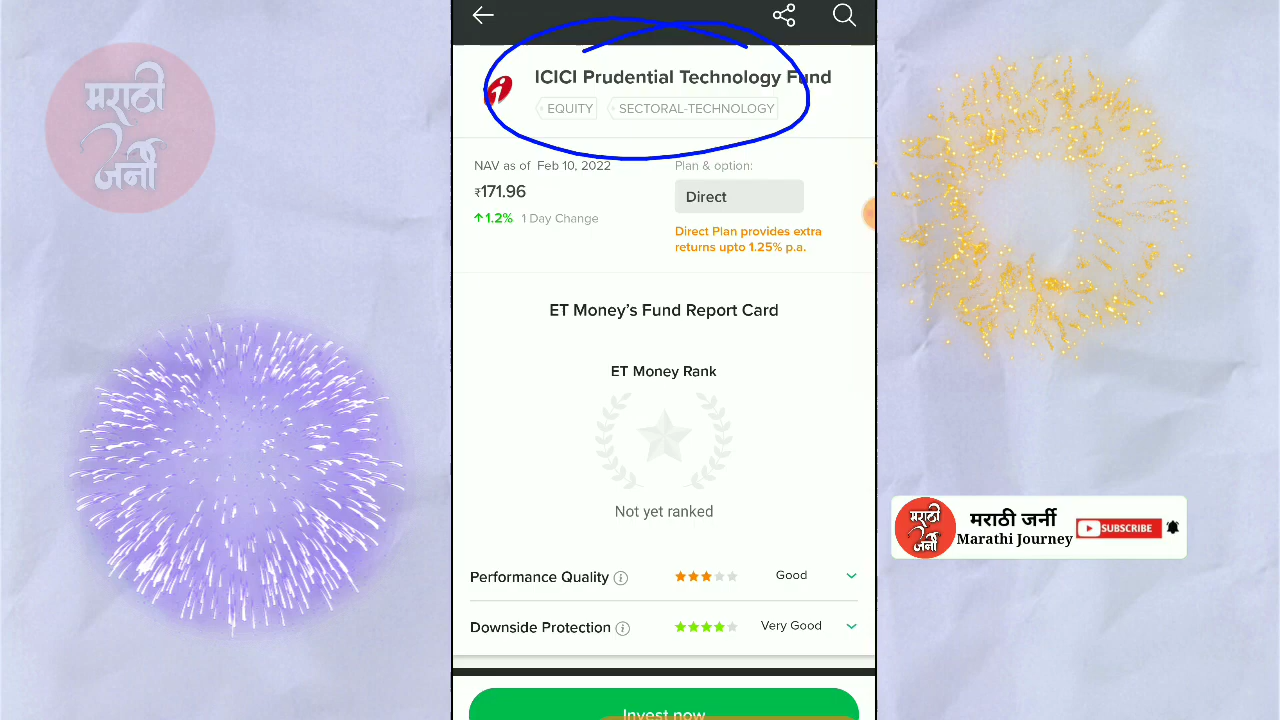 मराठी
जर्नी
ICICI Prudential Technology Fund
EQUITY
SECTORAL-TECHNOLOGY
NAV as of Feb 10, 2022
₹171.96
1.2% 1 Day Change
Plan & option:
Direct
Direct Plan provides extra
returns upto 1.25% p.a.
ET Money's Fund Report Card
ET Money Rank
Not yet ranked
Performance Quality
Good
Downside Protection
Very Good
Invest now
मराठी
जर्नी
मराठी जर्नी
Marathi Journey
SUBSCRIBE